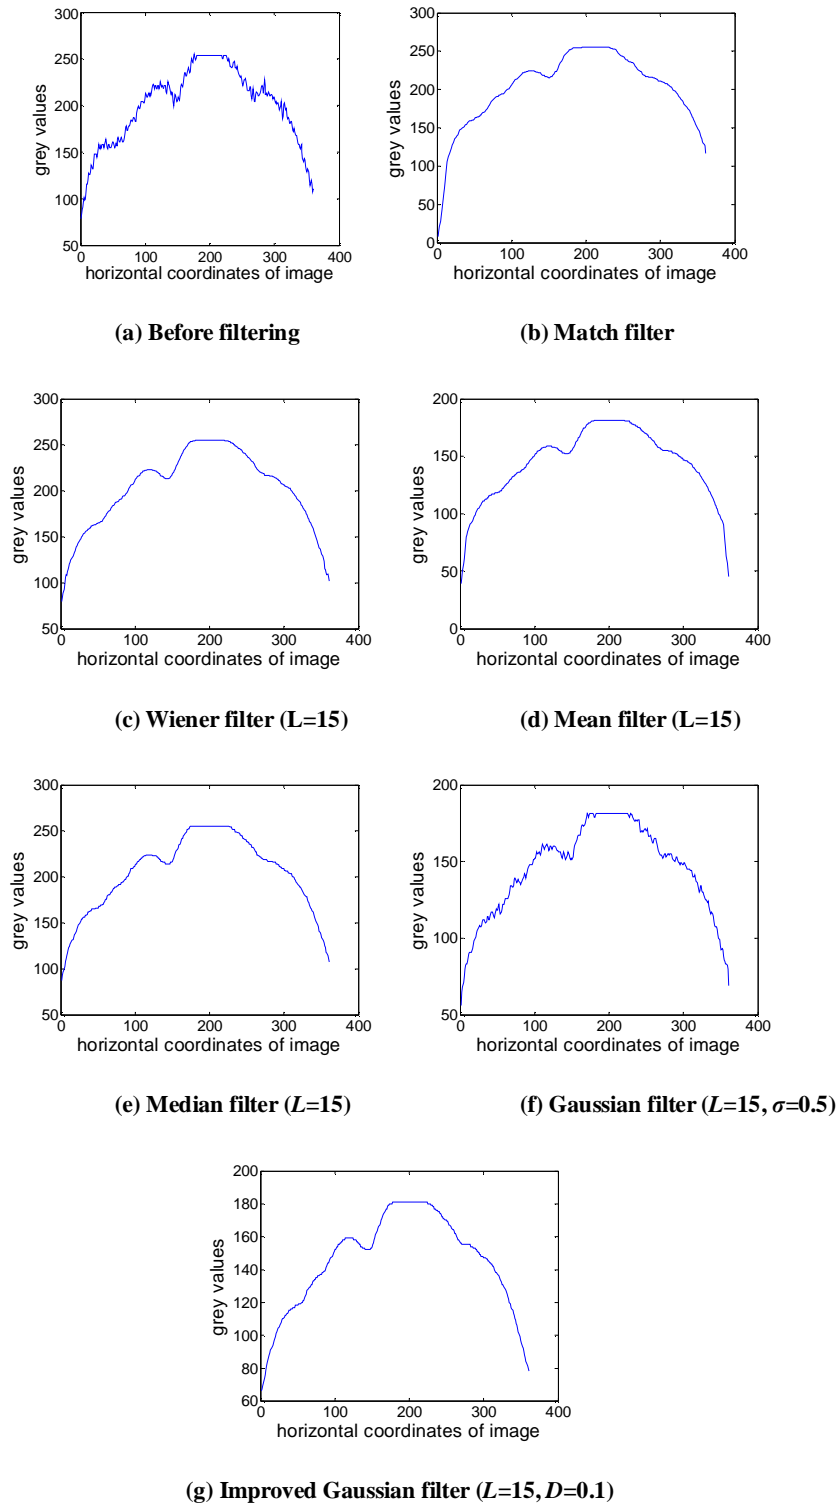 300
250
200
150
100
50
0 100 200 300 400
grey values
horizontal coordinates of image
(a) Before filtering
300
250
200
150
100
50
0
0 100 200 300 400
grey values
horizontal coordinates of image
(b) Match filter
300
250
200
150
100
50
0 100 200 300 400
grey values
horizontal coordinates of image
(c) Wiener filter (L=15)
200
150
100
50
0
0 100 200 300 400
grey values
horizontal coordinates of image
(d) Mean filter (L=15)
300
250
200
150
100
50
0 100 200 300 400
grey values
horizontal coordinates of image
(e) Median filter (L=15)
200
150
100
50
0 100 200 300 400
grey values
horizontal coordinates of image
(f) Gaussian filter (L=15, σ=0.5)
200
180
160
140
120
100
80
60
0 100 200 300 400
grey values
horizontal coordinates of image
(g) Improved Gaussian filter (L=15, D=0.1)